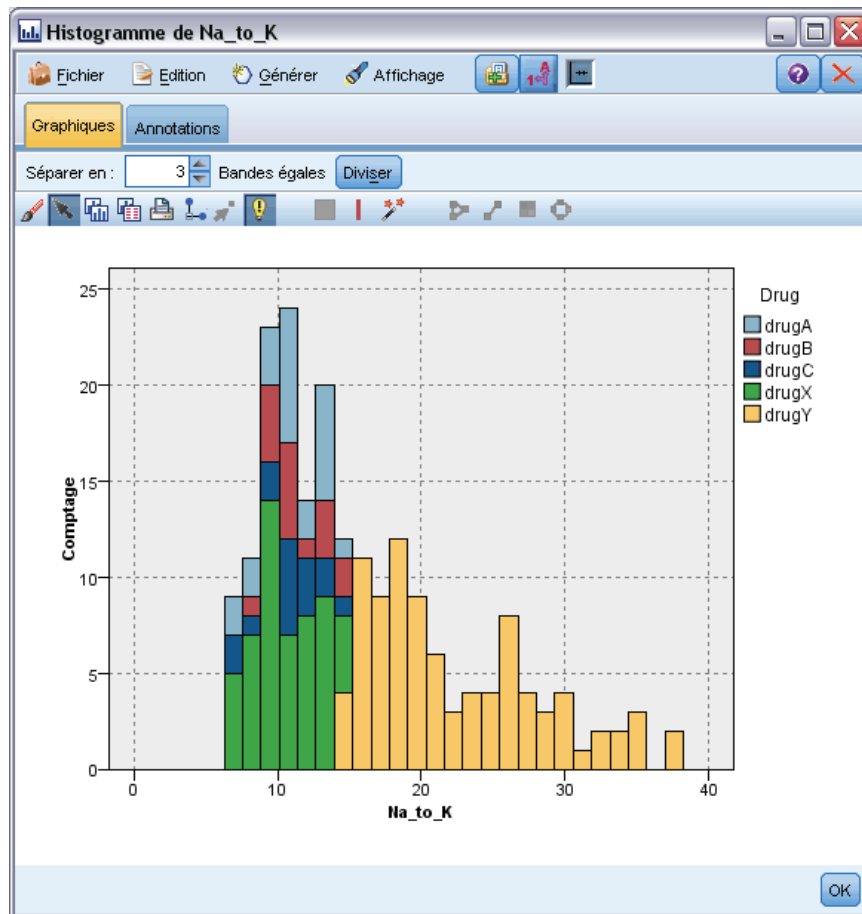 Histogramme de Na_to_K
Fichier Edition Générer Affichage
Graphiques Annotations
Séparer en : 3 Bandes égales Diviser
25
20
15
10
5
0
Comptage
0 10 20 30 40
Na_to_K
Drug
drugA
drugB
drugC
drugX
drugY
OK